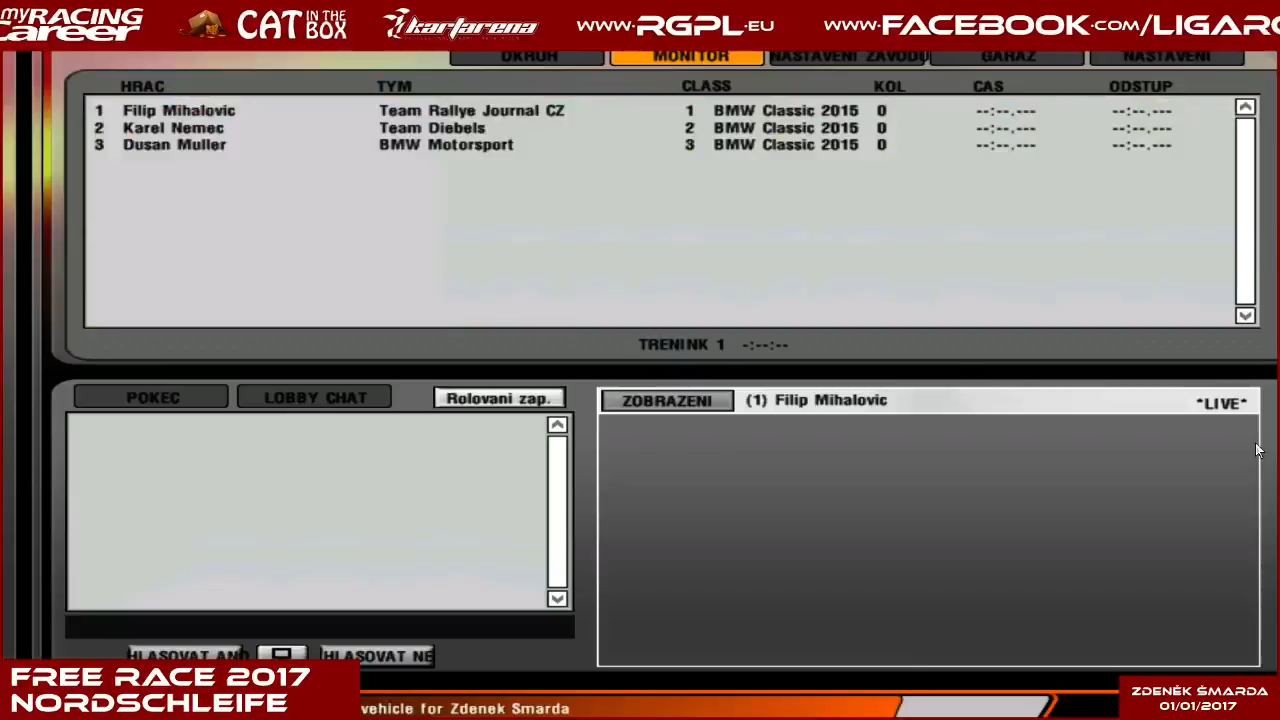 myRACING Career CAT IN THE BOX kartarena www.RGPL.EU www.FACEBOOK.com/LIGARG
OKRUH MONITOR NASTAVENI ZAVODU GARAZ NASTAVENI
HRAC TYM CLASS KOL CAS ODSTUP
1 Filip Mihalovic Team Rallye Journal CZ 1 BMW Classic 2015 0 --:--.--- --:--.---
2 Karel Nemec Team Diebels 2 BMW Classic 2015 0 --:--.--- --:--.---
3 Dusan Muller BMW Motorsport 3 BMW Classic 2015 0 --:--.--- --:--.---
TRENINK 1 -:--:--
POKEC LOBBY CHAT Rolovani zap.
ZOBRAZENI (1) Filip Mihalovic *LIVE*
HLASOVAT ANO HLASOVAT NE
FREE RACE 2017
NORDSCHLEIFE
vehicle for Zdenek Smarda
ZDENĚK ŠMARDA
01/01/2017